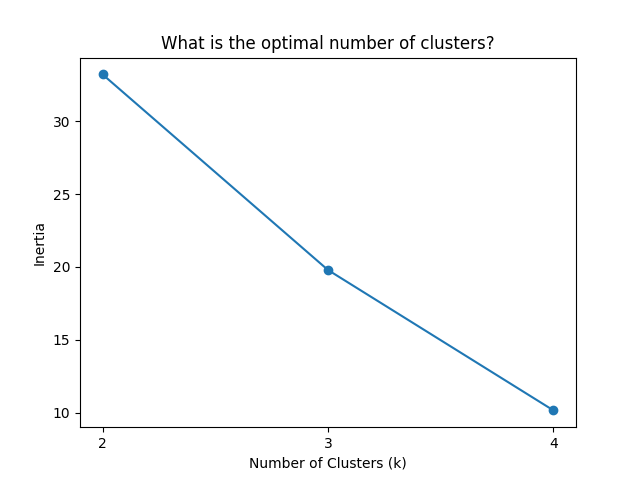 What is the optimal number of clusters?
30
25
20
15
10
Inertia
2 3 4
Number of Clusters (k)